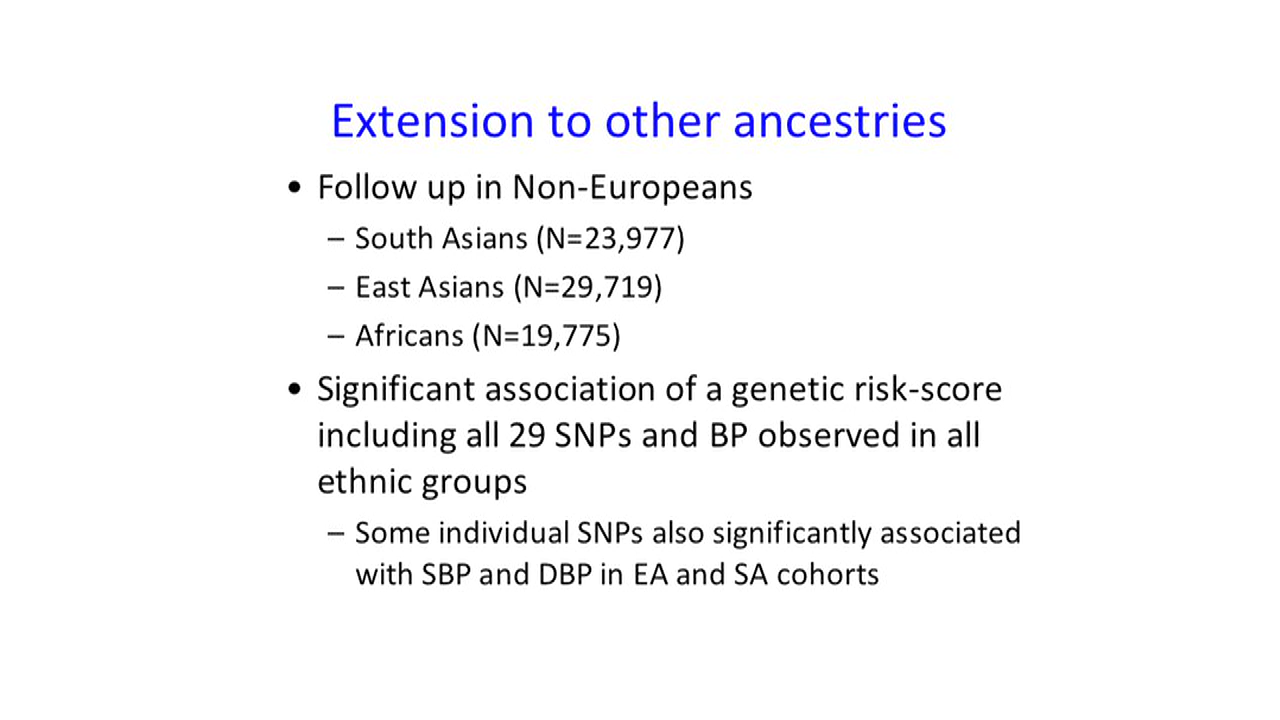 Extension to other ancestries
• Follow up in Non-Europeans
– South Asians (N=23,977)
– East Asians (N=29,719)
– Africans (N=19,775)
• Significant association of a genetic risk-score
including all 29 SNPs and BP observed in all
ethnic groups
– Some individual SNPs also significantly associated
with SBP and DBP in EA and SA cohorts